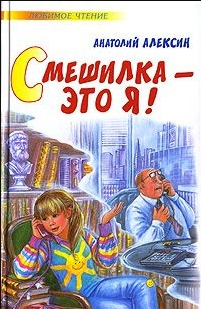 ЛЮБИМОЕ ЧТЕНИЕ
АНАТОЛИЙ АЛЕКСИН
СМЕШИЛКА –
ЭТО Я!